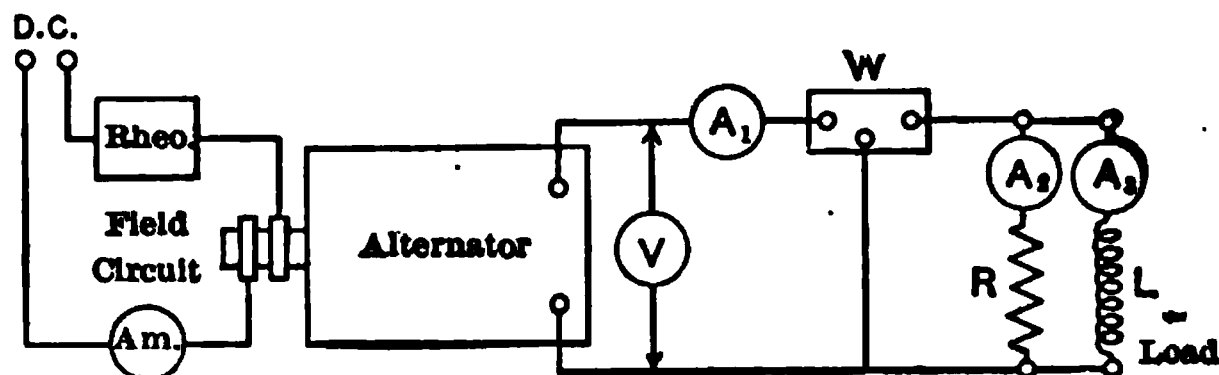 D.C.
Rheo.
Field
Circuit
Am.
Alternator
V
A1
W
A2
A3
R
L
Load